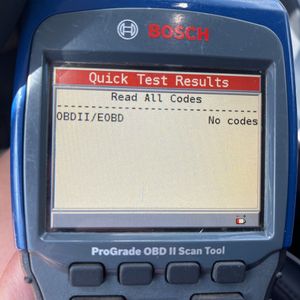 BOSCH
Quick Test Results
Read All Codes
OBDII/EOBD No codes
ProGrade OBD II Scan Tool